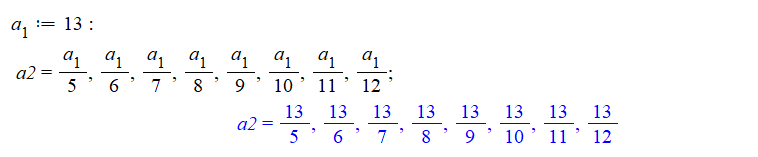 a₁ := 13 :
a2 = a₁/5, a₁/6, a₁/7, a₁/8, a₁/9, a₁/10, a₁/11, a₁/12;
a2 = 13/5, 13/6, 13/7, 13/8, 13/9, 13/10, 13/11, 13/12